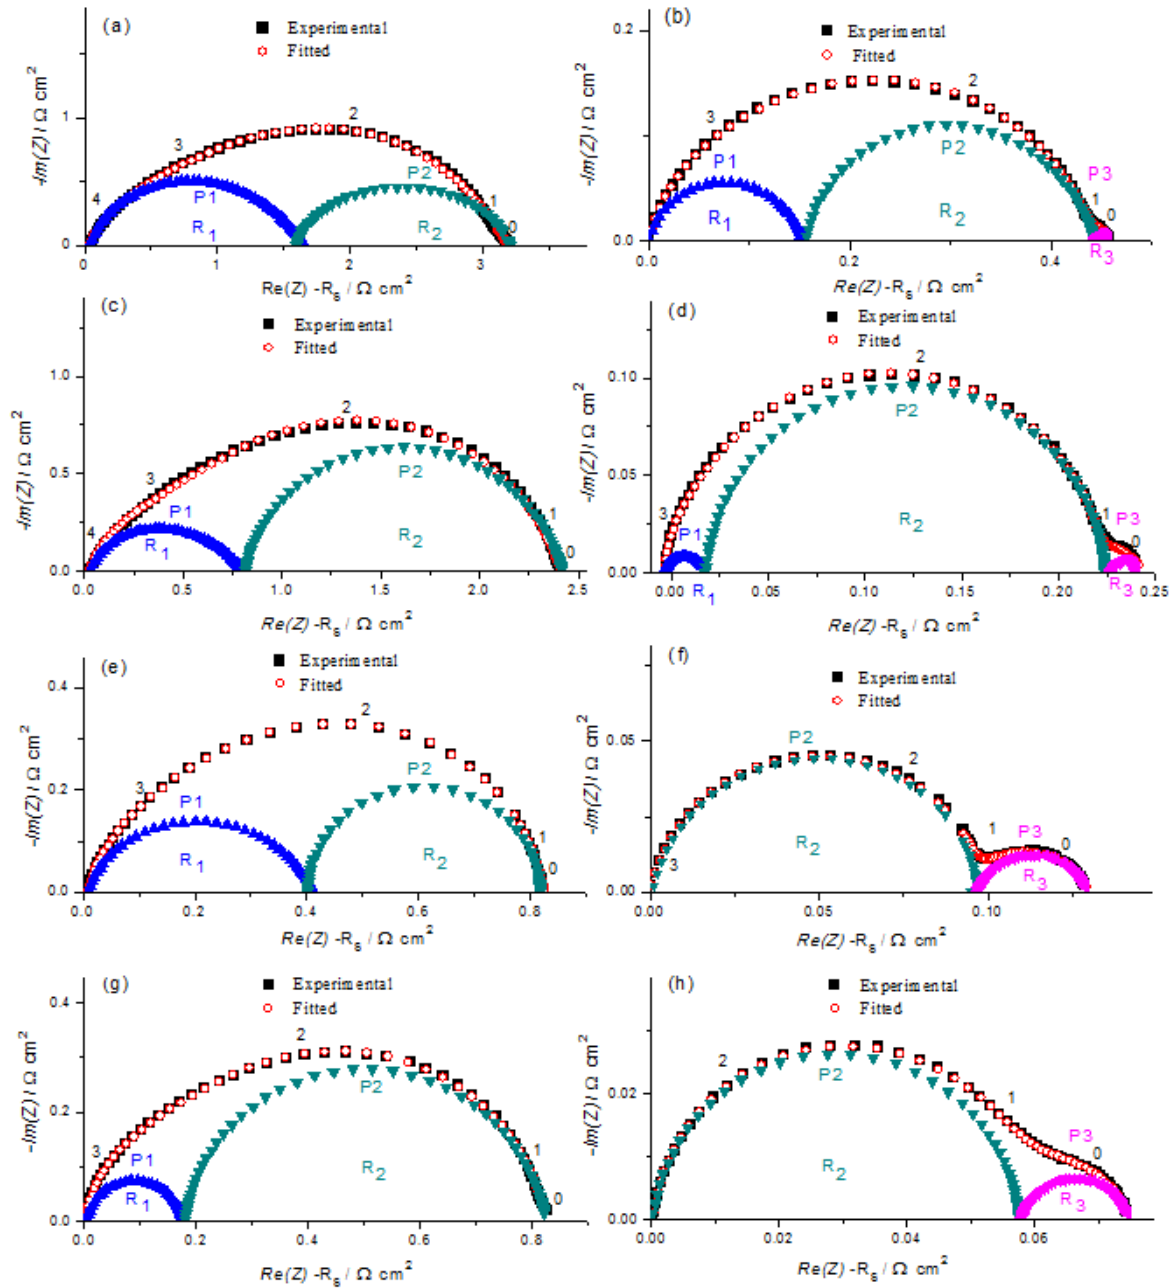 (a)
Experimental
Fitted
-Im(Z)/ Ω cm²
1
0
4
3
2
1
0
P1
P2
R₁
R₂
0 1 2 3
Re(Z) -Rₛ / Ω cm²
(b)
Experimental
Fitted
-Im(Z)/ Ω cm²
0.2
0.0
3
2
1
0
P1
P2
P3
R₁
R₂
R₃
0.0 0.2 0.4
Re(Z) -Rₛ / Ω cm²
(c)
Experimental
Fitted
-Im(Z)/ Ω cm²
1.0
0.5
0.0
4
3
2
1
0
P1
P2
R₁
R₂
0.0 0.5 1.0 1.5 2.0 2.5
Re(Z) -Rₛ / Ω cm²
(d)
Experimental
Fitted
-Im(Z)/ Ω cm²
0.10
0.05
0.00
3
2
1
0
P1
P2
P3
R₁
R₂
R₃
0.00 0.05 0.10 0.15 0.20 0.25
Re(Z) -Rₛ / Ω cm²
(e)
Experimental
Fitted
-Im(Z)/ Ω cm²
0.4
0.2
0.0
3
2
1
0
P1
P2
R₁
R₂
0.0 0.2 0.4 0.6 0.8
Re(Z) -Rₛ / Ω cm²
(f)
Experimental
Fitted
-Im(Z)/ Ω cm²
0.05
0.00
3
2
1
0
P2
P3
R₂
R₃
0.00 0.05 0.10
Re(Z) -Rₛ / Ω cm²
(g)
Experimental
Fitted
-Im(Z)/ Ω cm²
0.4
0.2
0.0
3
2
1
0
P1
P2
R₁
R₂
0.0 0.2 0.4 0.6 0.8
Re(Z) -Rₛ / Ω cm²
(h)
Experimental
Fitted
-Im(Z)/ Ω cm²
0.02
0.00
2
1
0
P2
P3
R₂
R₃
0.00 0.02 0.04 0.06
Re(Z) -Rₛ / Ω cm²